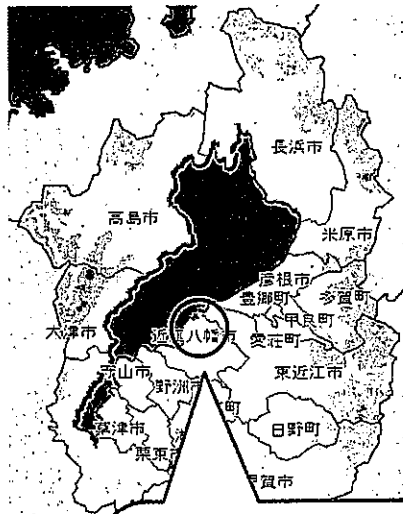 長浜市
高島市
米原市
彦根市
豊郷町
多賀町
甲良町
大津市
近江八幡市
愛荘町
守山市
野洲市
東近江市
町
草津市
日野町
栗東市
賀市